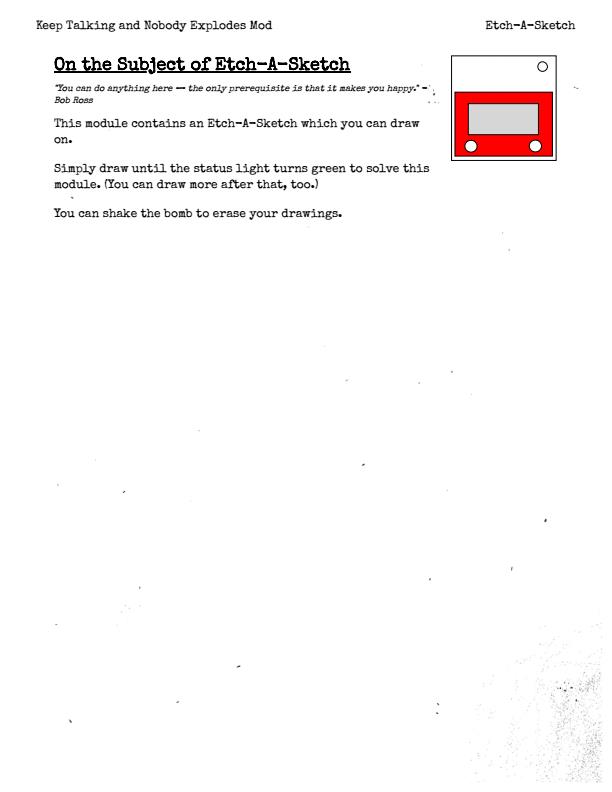 Keep Talking and Nobody Explodes Mod
Etch-A-Sketch
On the Subject of Etch-A-Sketch
"You can do anything here — the only prerequisite is that it makes you happy." –
Bob Ross
This module contains an Etch-A-Sketch which you can draw
on.
Simply draw until the status light turns green to solve this
module. (You can draw more after that, too.)
You can shake the bomb to erase your drawings.